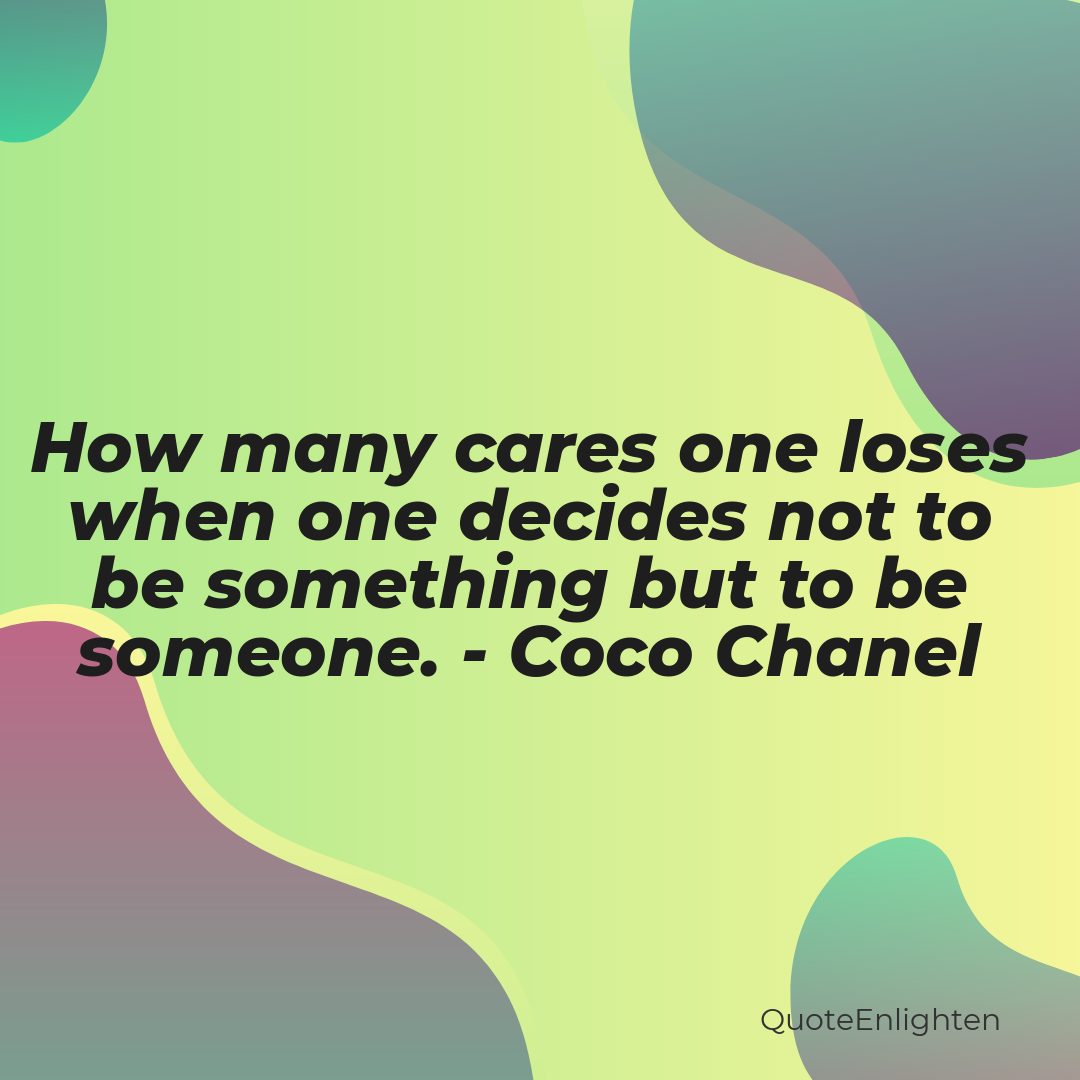 How many cares one loses
when one decides not to
be something but to be
someone. - Coco Chanel
QuoteEnlighten